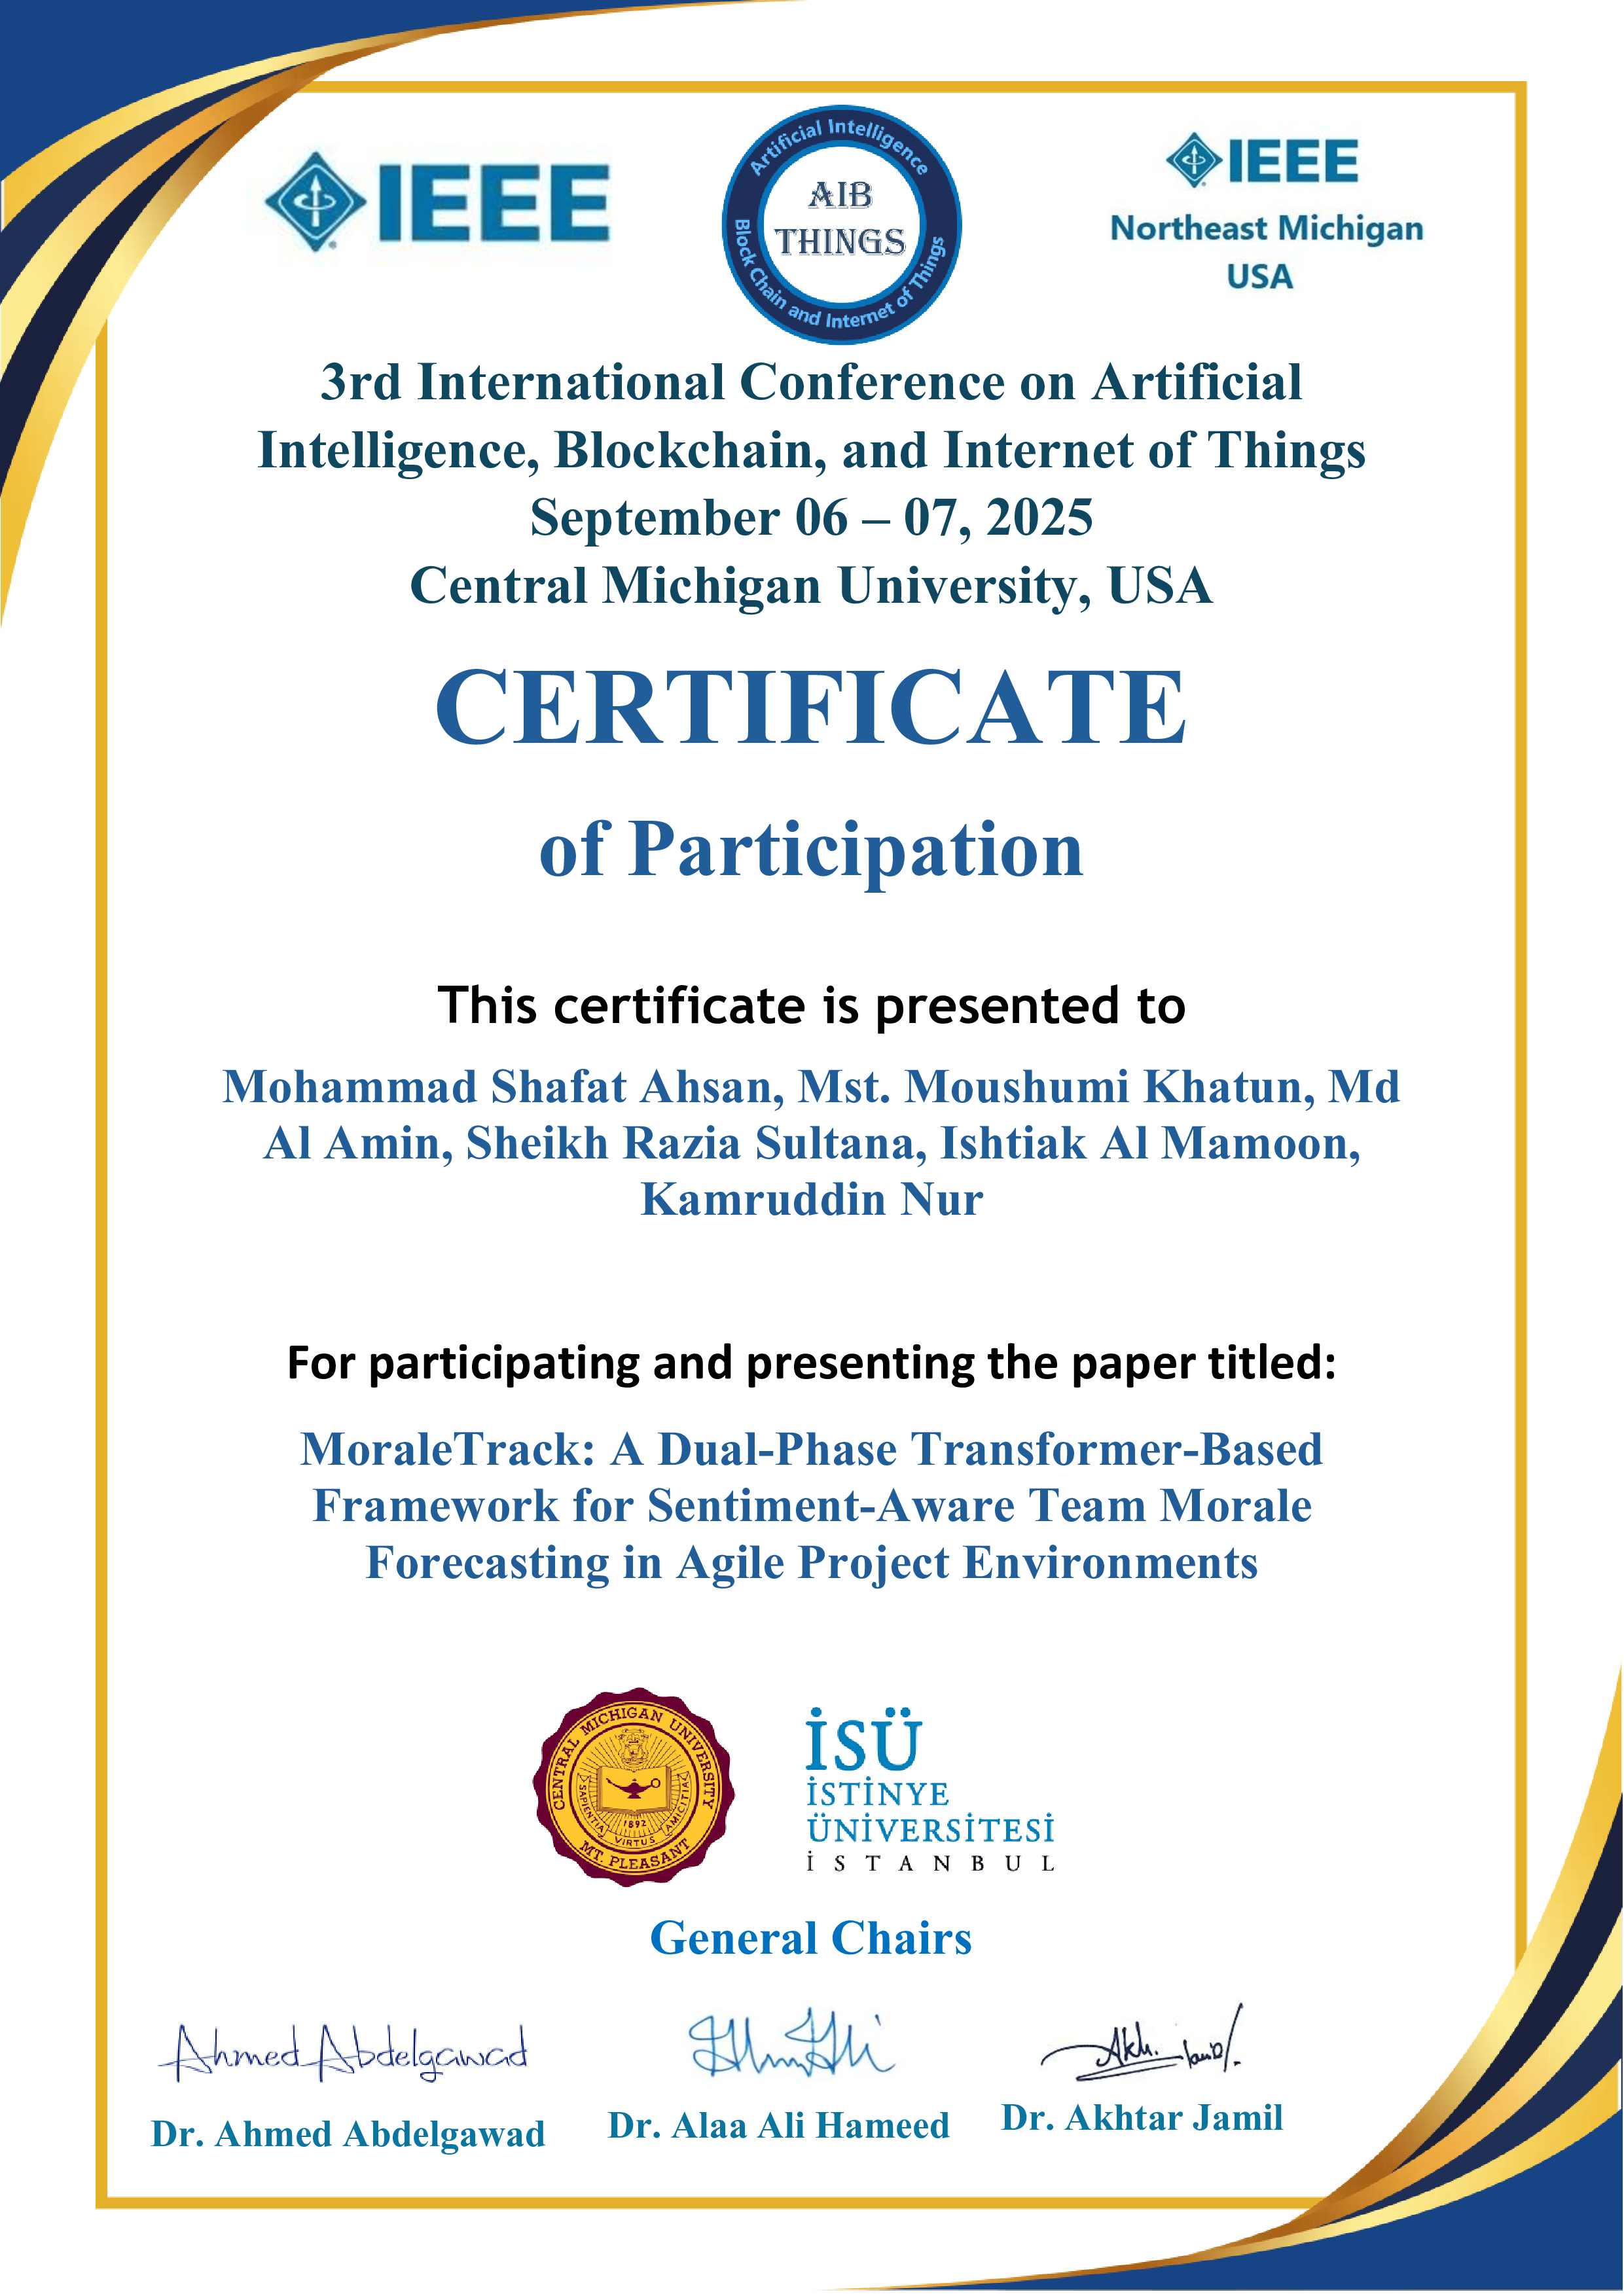 IEEE
Artificial Intelligence
AIB
THINGS
Block Chain and Internet of Things
IEEE
Northeast Michigan
USA
3rd International Conference on Artificial
Intelligence, Blockchain, and Internet of Things
September 06 – 07, 2025
Central Michigan University, USA
CERTIFICATE
of Participation
This certificate is presented to
Mohammad Shafat Ahsan, Mst. Moushumi Khatun, Md
Al Amin, Sheikh Razia Sultana, Ishtiak Al Mamoon,
Kamruddin Nur
For participating and presenting the paper titled:
MoraleTrack: A Dual-Phase Transformer-Based
Framework for Sentiment-Aware Team Morale
Forecasting in Agile Project Environments
CENTRAL MICHIGAN UNIVERSITY
SAPIENTIA VIRTUS AMICITIA
1892
MT. PLEASANT
İSÜ
İSTİNYE
ÜNİVERSİTESİ
İSTANBUL
General Chairs
Ahmed Abdelgawad
Dr. Ahmed Abdelgawad
Dr. Alaa Ali Hameed
Dr. Akhtar Jamil